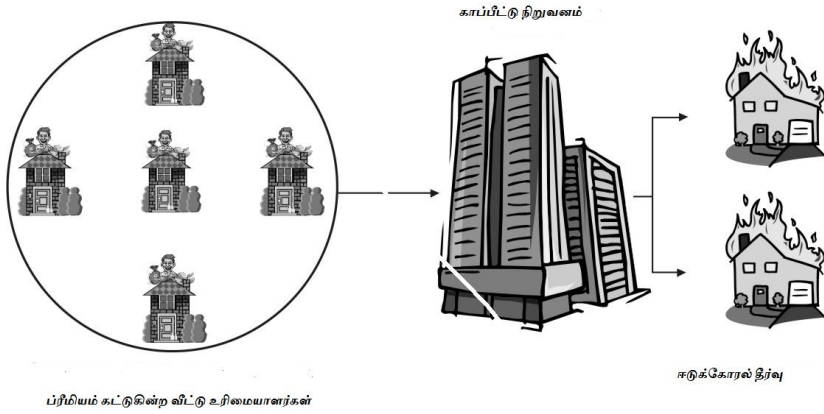 காப்பீட்டு நிறுவனம்
ஈடுக்கோரல் தீர்வு
ப்ரீமியம் கட்டுகின்ற வீட்டு உரிமையாளர்கள்